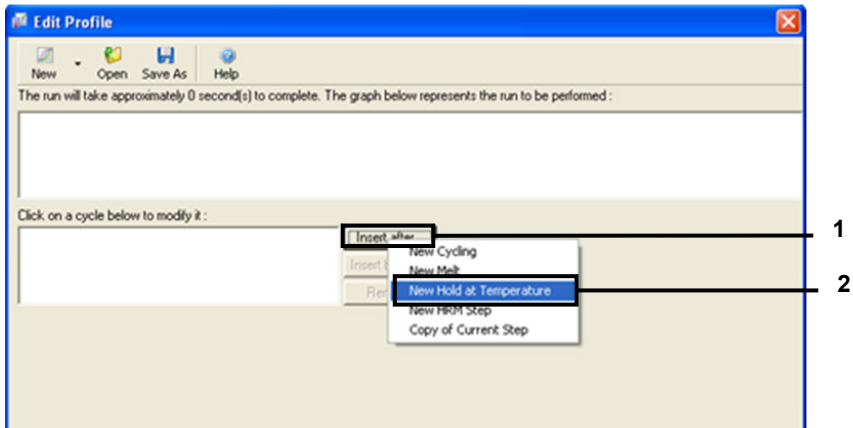 Edit Profile
New Open Save As Help
The run will take approximately 0 second(s) to complete. The graph below represents the run to be performed :
Click on a cycle below to modify it :
Insert after... 1
New Cycling
Insert
New Melt
New Hold at Temperature 2
New HRM Step
Copy of Current Step